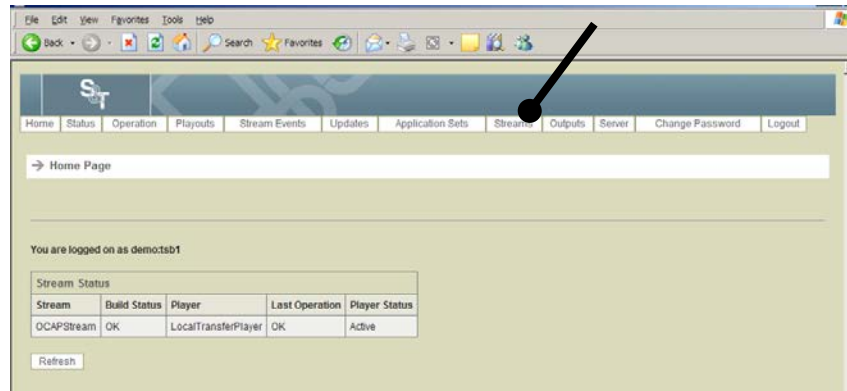 File Edit View Favorites Tools Help
Back Search Favorites
S&T
Home Status Operation Playouts Stream Events Updates Application Sets Streams Outputs Server Change Password Logout
→ Home Page
You are logged on as demo:tsb1
Stream Status
Stream Build Status Player Last Operation Player Status
OCAPStream OK LocalTransferPlayer OK Active
Refresh